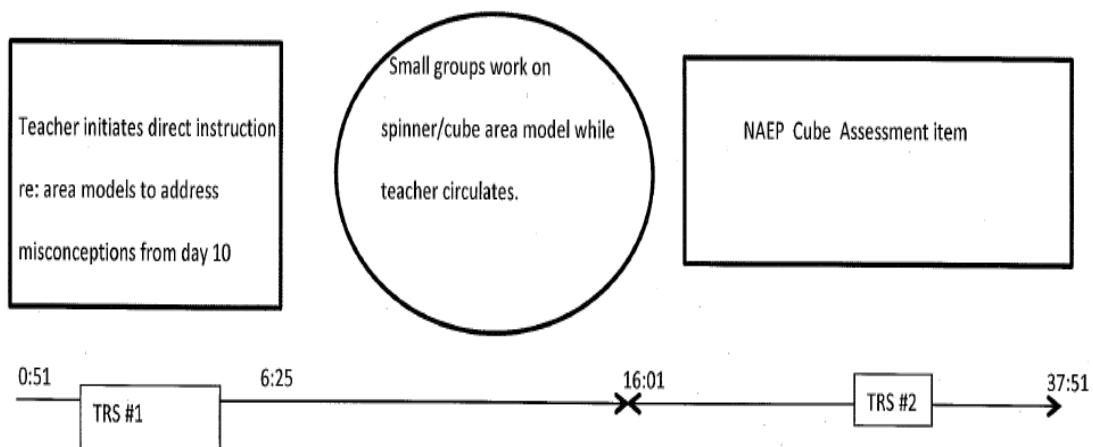 Teacher initiates direct instruction
re: area models to address
misconceptions from day 10
Small groups work on
spinner/cube area model while
teacher circulates.
NAEP Cube Assessment item
0:51
6:25
16:01
37:51
TRS #1
TRS #2